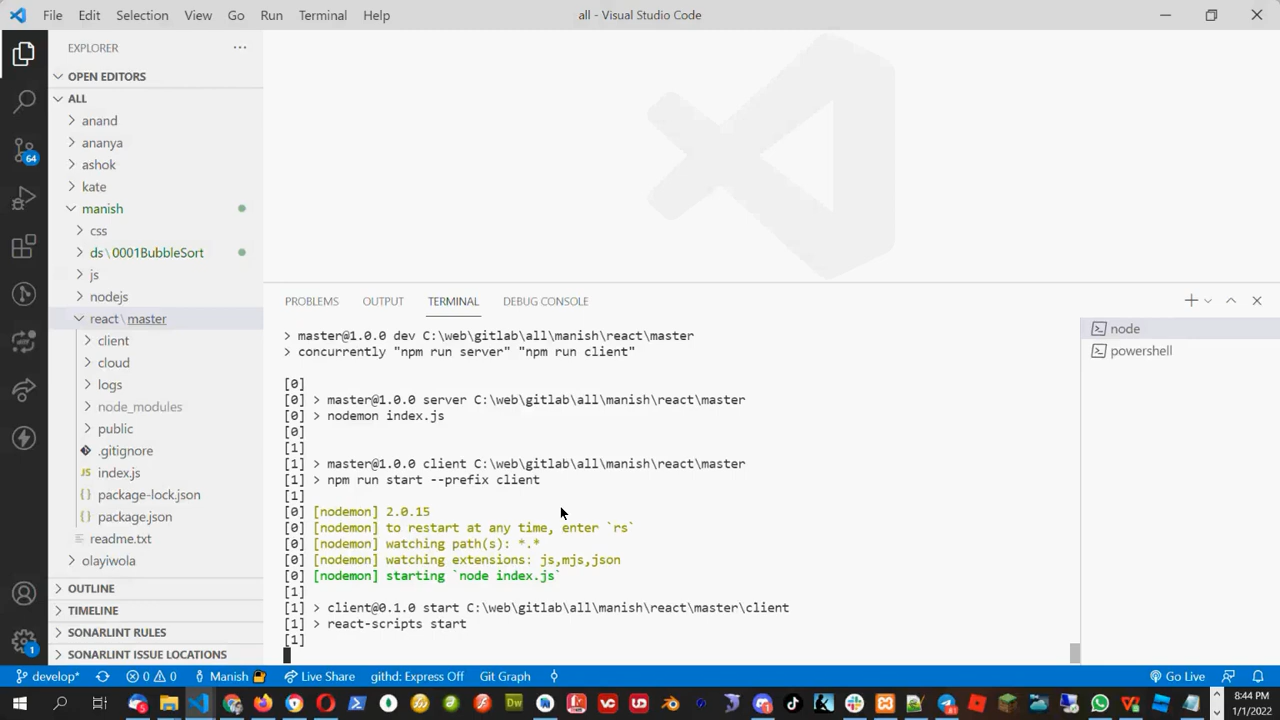 File Edit Selection View Go Run Terminal Help all - Visual Studio Code
EXPLORER
OPEN EDITORS
ALL
anand
ananya
ashok
kate
manish
css
ds\0001BubbleSort
js
nodejs
react\master
client
cloud
logs
node_modules
public
.gitignore
index.js
package-lock.json
package.json
readme.txt
olayiwola
OUTLINE
TIMELINE
SONARLINT RULES
SONARLINT ISSUE LOCATIONS
64
1
PROBLEMS OUTPUT TERMINAL DEBUG CONSOLE
> master@1.0.0 dev C:\web\gitlab\all\manish\react\master
> concurrently "npm run server" "npm run client"
[0]
[0] > master@1.0.0 server C:\web\gitlab\all\manish\react\master
[0] > nodemon index.js
[0]
[1]
[1] > master@1.0.0 client C:\web\gitlab\all\manish\react\master
[1] > npm run start --prefix client
[1]
[0] [nodemon] 2.0.15
[0] [nodemon] to restart at any time, enter `rs`
[0] [nodemon] watching path(s): *.*
[0] [nodemon] watching extensions: js,mjs,json
[0] [nodemon] starting `node index.js`
[1]
[1] > client@0.1.0 start C:\web\gitlab\all\manish\react\master\client
[1] > react-scripts start
[1]
node
powershell
develop* 0 0 Manish Live Share githd: Express Off Git Graph Go Live
8:44 PM
1/1/2022